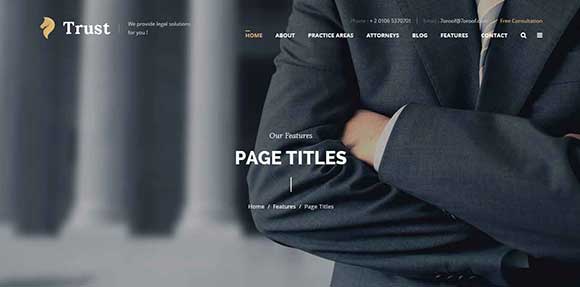 Trust
We provide legal solutions
for you !
Phone : + 2 0106 5370701 | Email : 7oroof@7oroof.com Free Consultation
HOME ABOUT PRACTICE AREAS ATTORNEYS BLOG FEATURES CONTACT
Our Features
PAGE TITLES
Home / Features / Page Titles